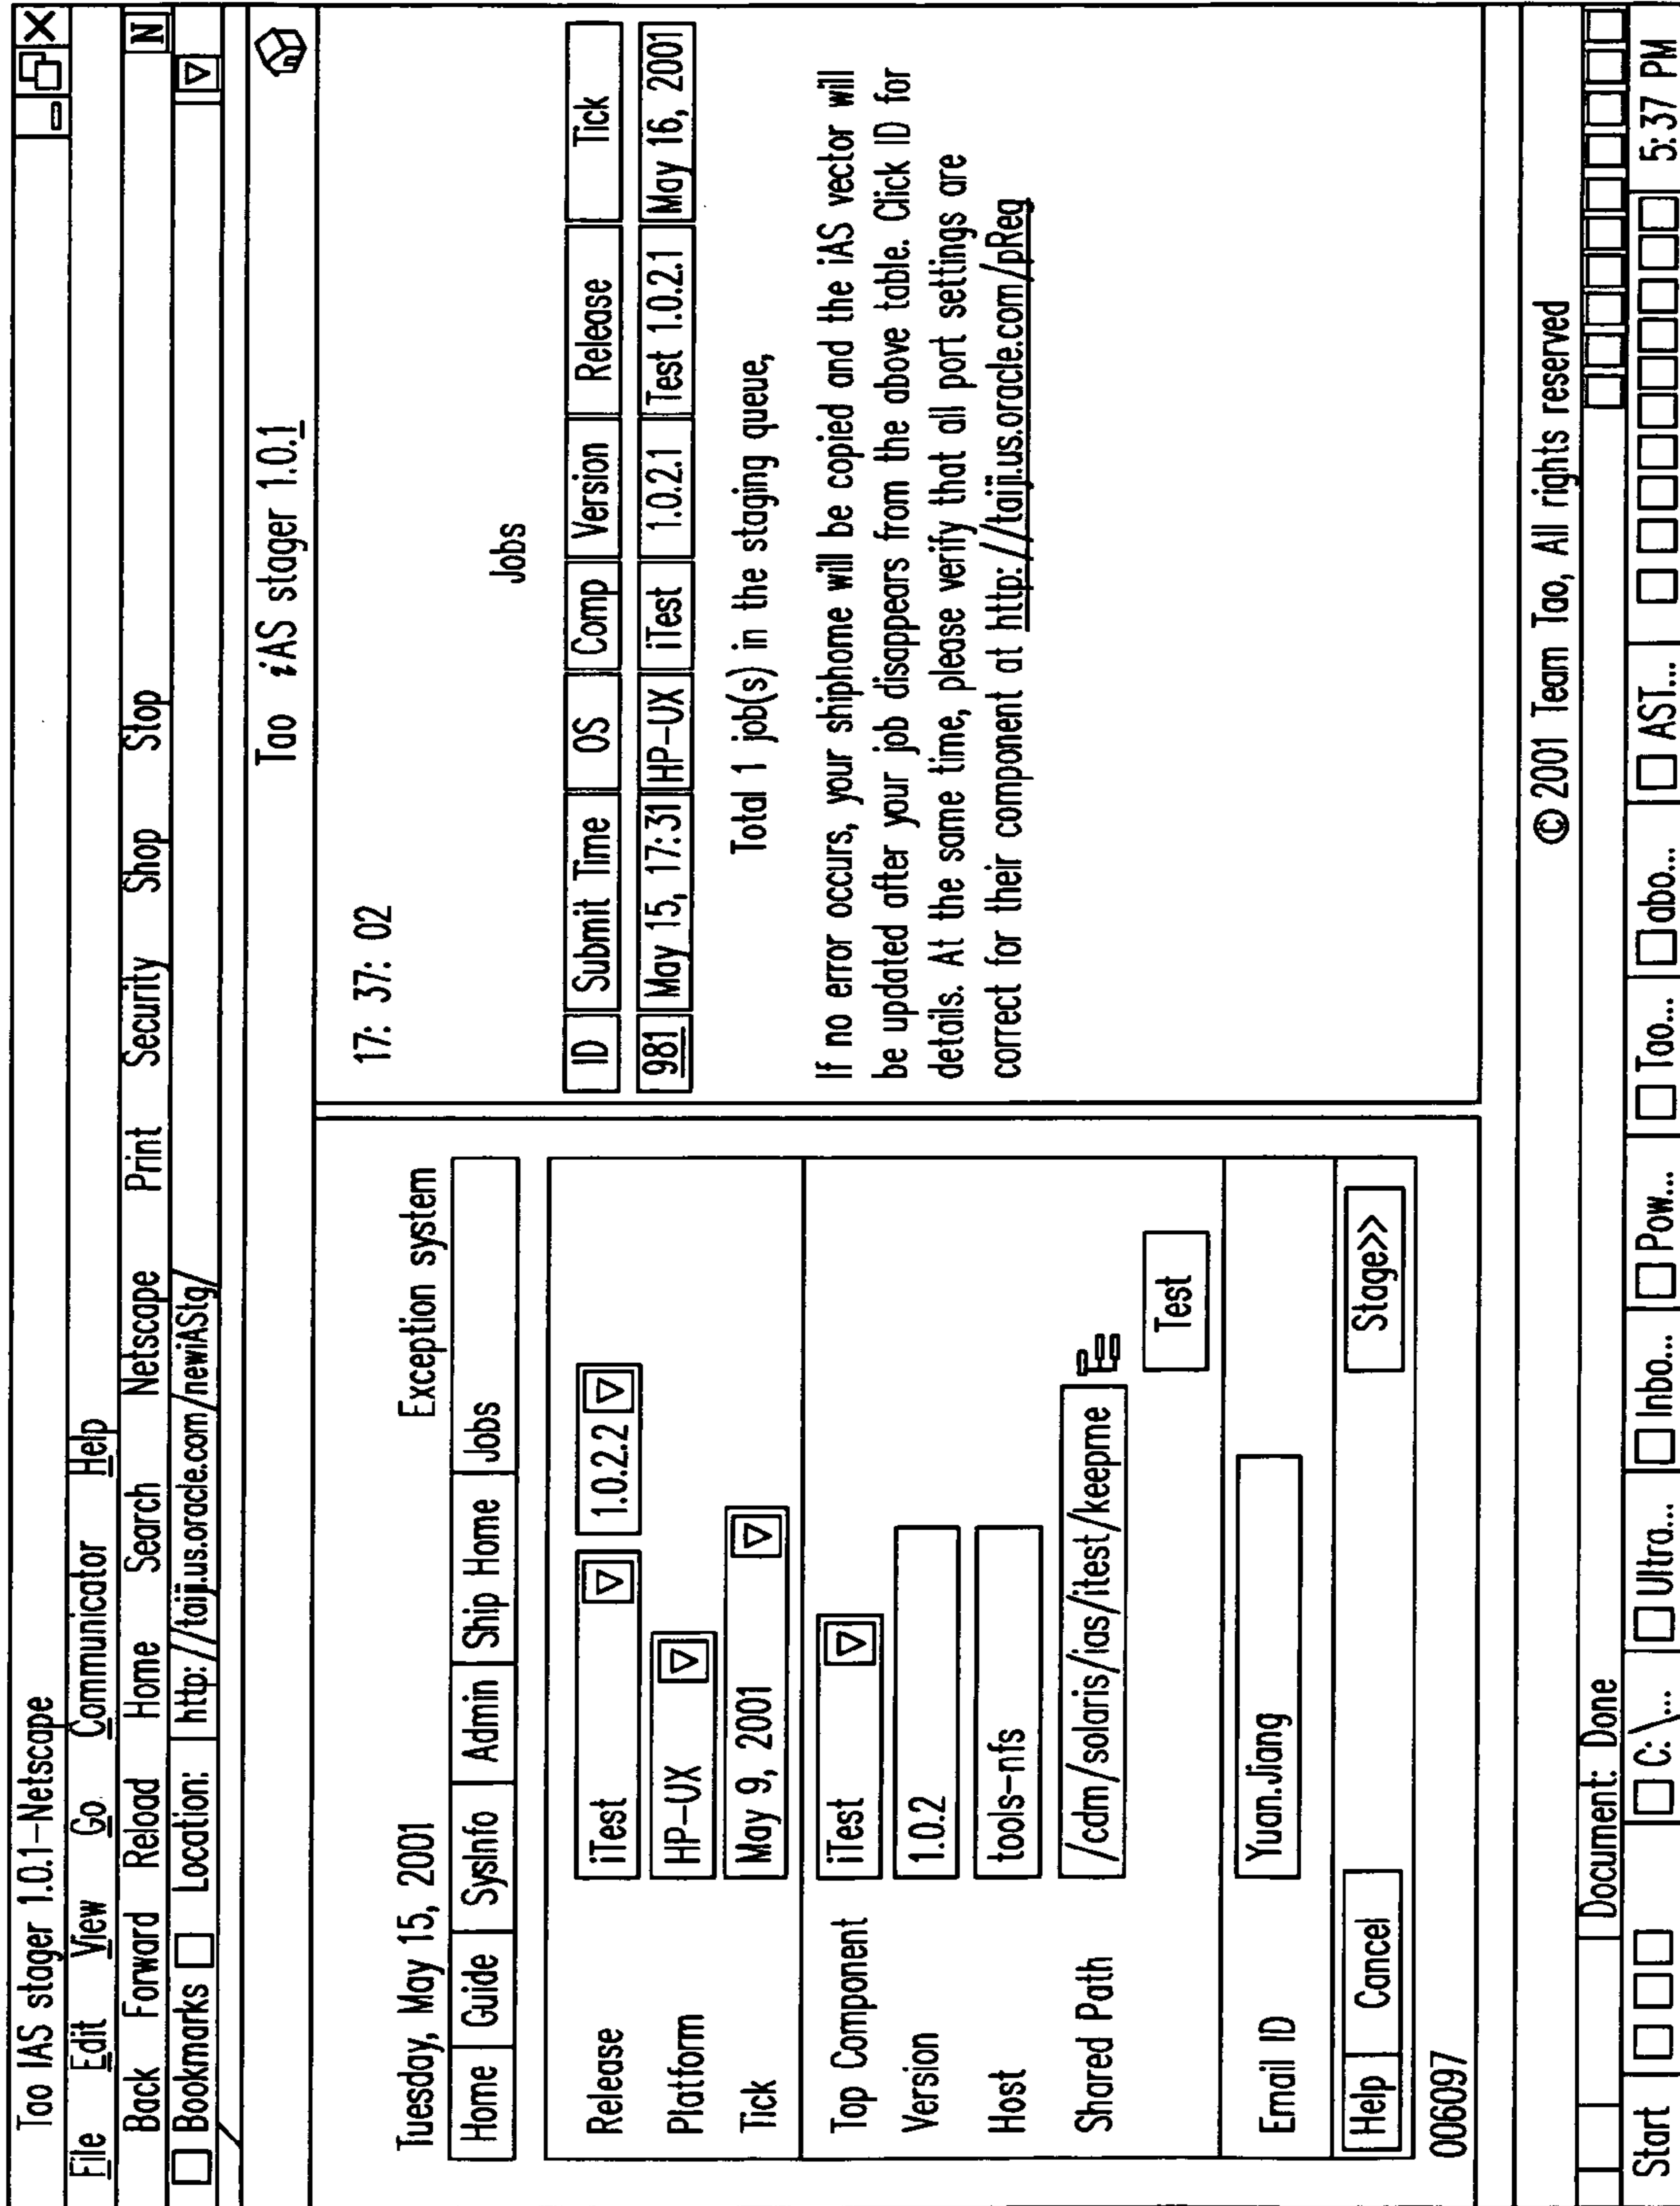 Tao IAS stager 1.0.1-Netscape
File Edit View Go Communicator Help
Back Forward Reload Home Search Netscape Print Security Shop Stop N
Bookmarks Location: http://taiji.us.oracle.com/newiAStg/
Tao iAS stager 1.0.1
Tuesday, May 15, 2001 Exception system
Home Guide SysInfo Admin Ship Home Jobs
Release iTest 1.0.2.2
Platform HP-UX
Tick May 9, 2001
Top Component iTest
Version 1.0.2
Host tools-nfs
Shared Path /cdm/solaris/ias/itest/keepme
Test
Email ID Yuan.Jiang
Help Cancel Stage>>
006097
17: 37: 02
Jobs
ID Submit Time OS Comp Version Release Tick
981 May 15, 17:31 HP-UX iTest 1.0.2.1 Test 1.0.2.1 May 16, 2001
Total 1 job(s) in the staging queue,
If no error occurs, your shiphome will be copied and the iAS vector will
be updated after your job disappears from the above table. Click ID for
details. At the same time, please verify that all port settings are
correct for their component at http://taiji.us.oracle.com/pReq
© 2001 Team Tao, All rights reserved
Document: Done
Start C:\... Ultra... Inbo... Pow... Tao... abo... AST... 5:37 PM